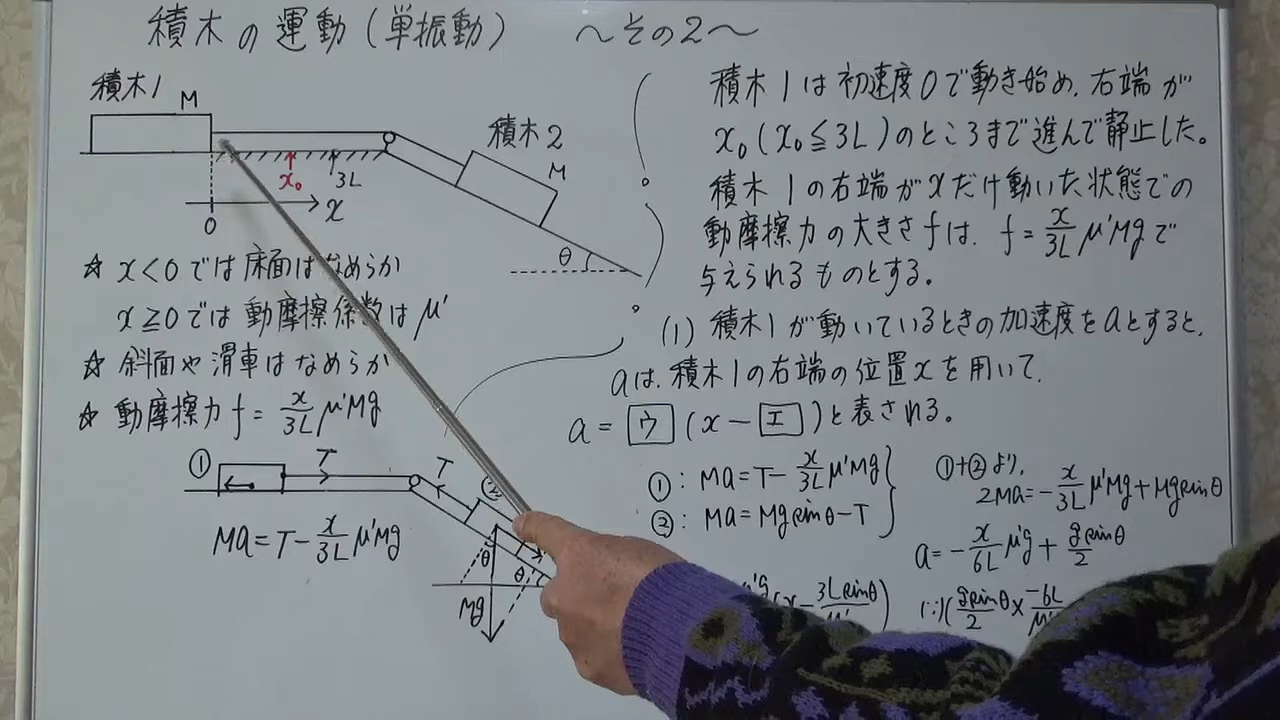 積木の運動(単振動) ～その2～
積木1
M
積木2
M
x₀
3L
x
0
θ
☆ x<0では床面はなめらか
x≧0では動摩擦係数はμ'
☆ 斜面や滑車はなめらか
☆ 動摩擦力f= x/3L μ'Mg
① T T ②
Ma=T- x/3L μ'Mg
θ θ
Mg
積木1は初速度0で動き始め、右端が
x₀(x₀≦3L)のところまで進んで静止した。
積木1の右端がxだけ動いた状態での
動摩擦力の大きさfは、f= x/3L μ'Mgで
与えられるものとする。
(1) 積木1が動いているときの加速度をaとすると、
aは、積木1の右端の位置xを用いて、
a= ウ (x- エ )と表される。
①: Ma=T- x/3L μ'Mg
②: Ma=Mgsinθ-T
①+②より、
2Ma=- x/3L μ'Mg+Mgsinθ
a=- x/6L μ'g+ gsinθ/2
(x- 3Lsinθ/μ')
(∵)( gsinθ/2 × -6L/μ'